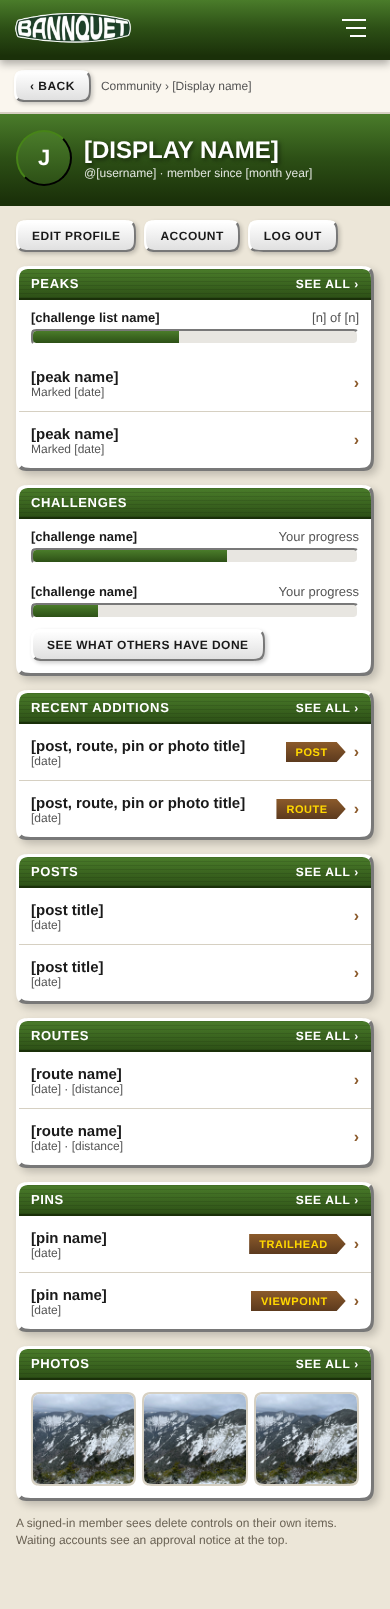 BANNQUET
‹ BACK
Community › [Display name]
J
[DISPLAY NAME]
@[username] · member since [month year]
EDIT PROFILE
ACCOUNT
LOG OUT
PEAKS
SEE ALL ›
[challenge list name]
[n] of [n]
[peak name]
Marked [date]
›
[peak name]
Marked [date]
›
CHALLENGES
[challenge name]
Your progress
[challenge name]
Your progress
SEE WHAT OTHERS HAVE DONE
RECENT ADDITIONS
SEE ALL ›
[post, route, pin or photo title]
[date]
POST ›
[post, route, pin or photo title]
[date]
ROUTE ›
POSTS
SEE ALL ›
[post title]
[date]
›
[post title]
[date]
›
ROUTES
SEE ALL ›
[route name]
[date] · [distance]
›
[route name]
[date] · [distance]
›
PINS
SEE ALL ›
[pin name]
[date]
TRAILHEAD ›
[pin name]
[date]
VIEWPOINT ›
PHOTOS
SEE ALL ›
A signed-in member sees delete controls on their own items.
Waiting accounts see an approval notice at the top.